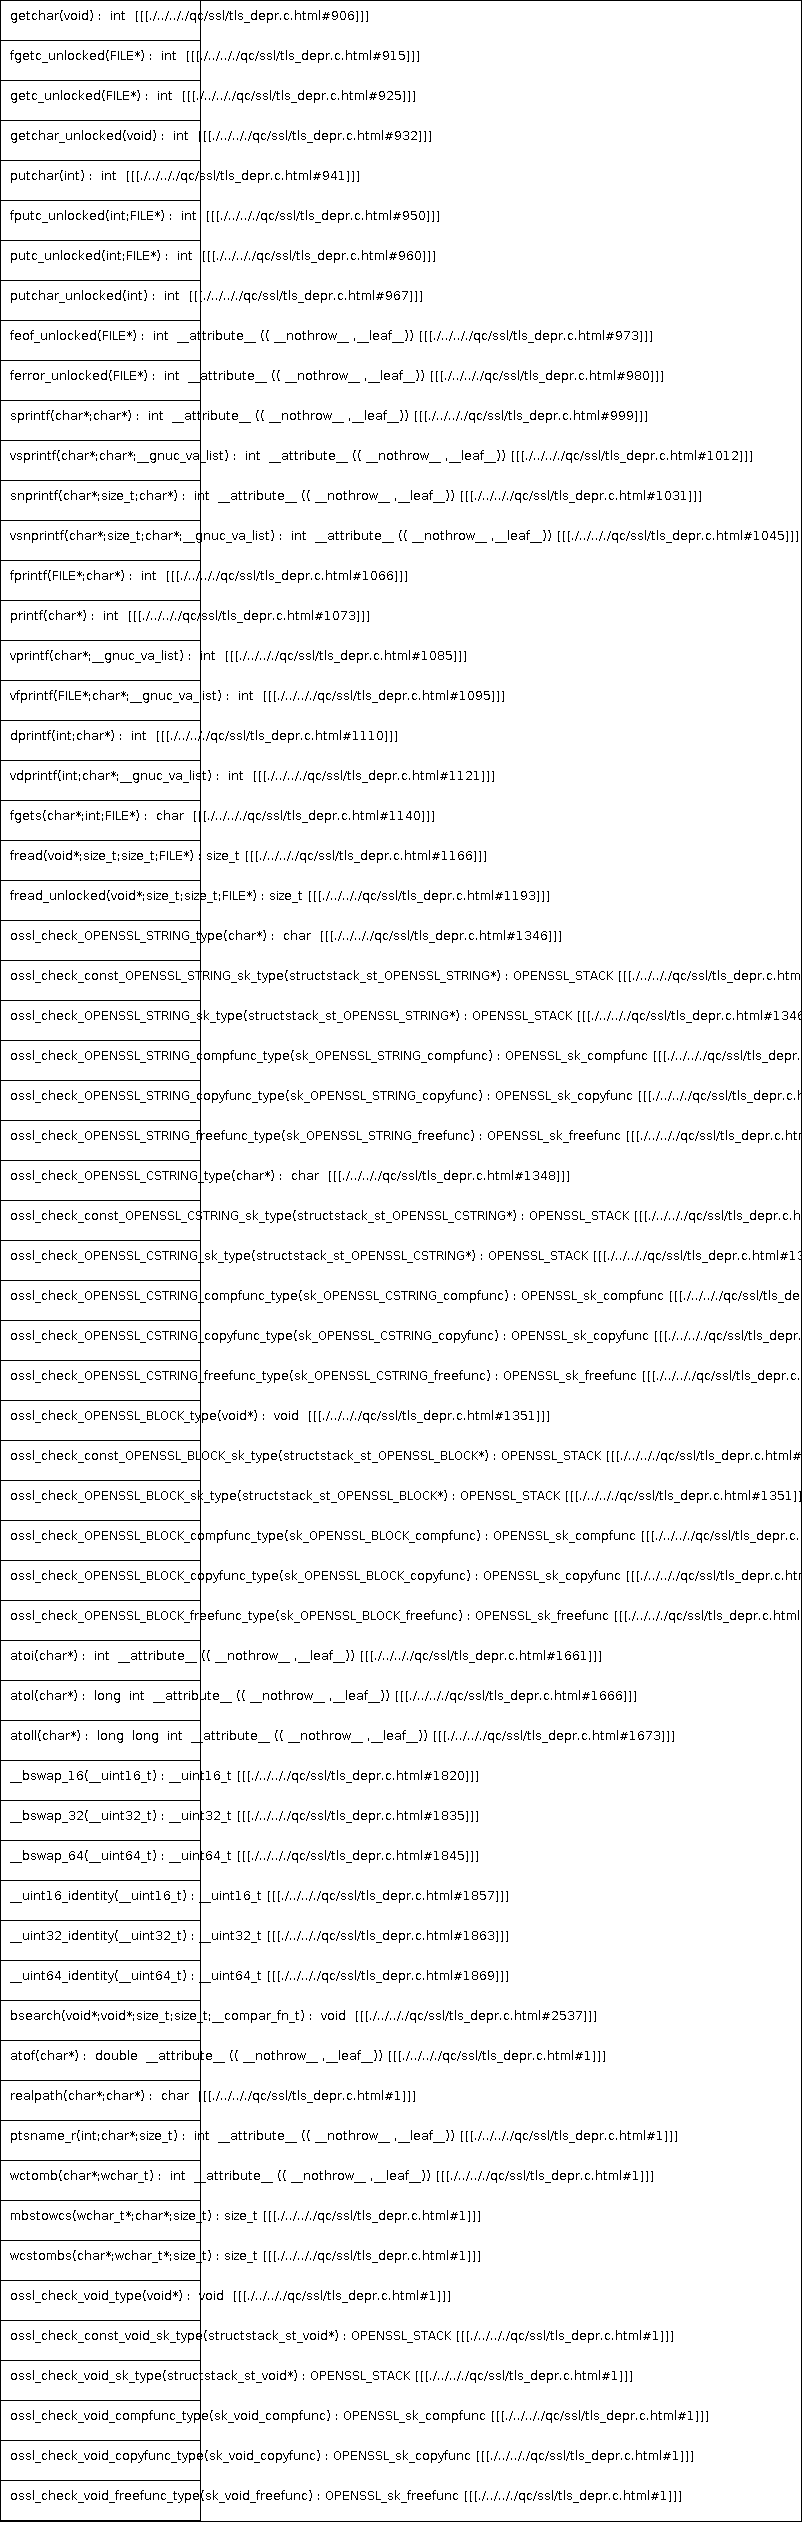 getchar(void) :  int  [[[./../././qc/ssl/tls_depr.c.html#906]]]
fgetc_unlocked(FILE*) :  int  [[[./../././qc/ssl/tls_depr.c.html#915]]]
getc_unlocked(FILE*) :  int  [[[./../././qc/ssl/tls_depr.c.html#925]]]
getchar_unlocked(void) :  int  [[[./../././qc/ssl/tls_depr.c.html#932]]]
putchar(int) :  int  [[[./../././qc/ssl/tls_depr.c.html#941]]]
fputc_unlocked(int;FILE*) :  int  [[[./../././qc/ssl/tls_depr.c.html#950]]]
putc_unlocked(int;FILE*) :  int  [[[./../././qc/ssl/tls_depr.c.html#960]]]
putchar_unlocked(int) :  int  [[[./../././qc/ssl/tls_depr.c.html#967]]]
feof_unlocked(FILE*) :  int  __attribute__ (( __nothrow__ ,__leaf__)) [[[./../././qc/ssl/tls_depr.c.html#973]]]
ferror_unlocked(FILE*) :  int  __attribute__ (( __nothrow__ ,__leaf__)) [[[./../././qc/ssl/tls_depr.c.html#980]]]
sprintf(char*;char*) :  int  __attribute__ (( __nothrow__ ,__leaf__)) [[[./../././qc/ssl/tls_depr.c.html#999]]]
vsprintf(char*;char*;__gnuc_va_list) :  int  __attribute__ (( __nothrow__ ,__leaf__)) [[[./../././qc/ssl/tls_depr.c.html#1012]]]
snprintf(char*;size_t;char*) :  int  __attribute__ (( __nothrow__ ,__leaf__)) [[[./../././qc/ssl/tls_depr.c.html#1031]]]
vsnprintf(char*;size_t;char*;__gnuc_va_list) :  int  __attribute__ (( __nothrow__ ,__leaf__)) [[[./../././qc/ssl/tls_depr.c.html#1045]]]
fprintf(FILE*;char*) :  int  [[[./../././qc/ssl/tls_depr.c.html#1066]]]
printf(char*) :  int  [[[./../././qc/ssl/tls_depr.c.html#1073]]]
vprintf(char*;__gnuc_va_list) :  int  [[[./../././qc/ssl/tls_depr.c.html#1085]]]
vfprintf(FILE*;char*;__gnuc_va_list) :  int  [[[./../././qc/ssl/tls_depr.c.html#1095]]]
dprintf(int;char*) :  int  [[[./../././qc/ssl/tls_depr.c.html#1110]]]
vdprintf(int;char*;__gnuc_va_list) :  int  [[[./../././qc/ssl/tls_depr.c.html#1121]]]
fgets(char*;int;FILE*) :  char  [[[./../././qc/ssl/tls_depr.c.html#1140]]]
fread(void*;size_t;size_t;FILE*) : size_t [[[./../././qc/ssl/tls_depr.c.html#1166]]]
fread_unlocked(void*;size_t;size_t;FILE*) : size_t [[[./../././qc/ssl/tls_depr.c.html#1193]]]
ossl_check_OPENSSL_STRING_type(char*) :  char  [[[./../././qc/ssl/tls_depr.c.html#1346]]]
ossl_check_const_OPENSSL_STRING_sk_type(structstack_st_OPENSSL_STRING*) : OPENSSL_STACK [[[./../././qc/ssl/tls_depr.c.htm
ossl_check_OPENSSL_STRING_sk_type(structstack_st_OPENSSL_STRING*) : OPENSSL_STACK [[[./../././qc/ssl/tls_depr.c.html#1346
ossl_check_OPENSSL_STRING_compfunc_type(sk_OPENSSL_STRING_compfunc) : OPENSSL_sk_compfunc [[[./../././qc/ssl/tls_depr.
ossl_check_OPENSSL_STRING_copyfunc_type(sk_OPENSSL_STRING_copyfunc) : OPENSSL_sk_copyfunc [[[./../././qc/ssl/tls_depr.c.h
ossl_check_OPENSSL_STRING_freefunc_type(sk_OPENSSL_STRING_freefunc) : OPENSSL_sk_freefunc [[[./../././qc/ssl/tls_depr.c.htm
ossl_check_OPENSSL_CSTRING_type(char*) :  char  [[[./../././qc/ssl/tls_depr.c.html#1348]]]
ossl_check_const_OPENSSL_CSTRING_sk_type(structstack_st_OPENSSL_CSTRING*) : OPENSSL_STACK [[[./../././qc/ssl/tls_depr.c.h
ossl_check_OPENSSL_CSTRING_sk_type(structstack_st_OPENSSL_CSTRING*) : OPENSSL_STACK [[[./../././qc/ssl/tls_depr.c.html#13
ossl_check_OPENSSL_CSTRING_compfunc_type(sk_OPENSSL_CSTRING_compfunc) : OPENSSL_sk_compfunc [[[./../././qc/ssl/tls_de
ossl_check_OPENSSL_CSTRING_copyfunc_type(sk_OPENSSL_CSTRING_copyfunc) : OPENSSL_sk_copyfunc [[[./../././qc/ssl/tls_depr.
ossl_check_OPENSSL_CSTRING_freefunc_type(sk_OPENSSL_CSTRING_freefunc) : OPENSSL_sk_freefunc [[[./../././qc/ssl/tls_depr.c.
ossl_check_OPENSSL_BLOCK_type(void*) :  void  [[[./../././qc/ssl/tls_depr.c.html#1351]]]
ossl_check_const_OPENSSL_BLOCK_sk_type(structstack_st_OPENSSL_BLOCK*) : OPENSSL_STACK [[[./../././qc/ssl/tls_depr.c.html#
ossl_check_OPENSSL_BLOCK_sk_type(structstack_st_OPENSSL_BLOCK*) : OPENSSL_STACK [[[./../././qc/ssl/tls_depr.c.html#1351]]
ossl_check_OPENSSL_BLOCK_compfunc_type(sk_OPENSSL_BLOCK_compfunc) : OPENSSL_sk_compfunc [[[./../././qc/ssl/tls_depr.c.
ossl_check_OPENSSL_BLOCK_copyfunc_type(sk_OPENSSL_BLOCK_copyfunc) : OPENSSL_sk_copyfunc [[[./../././qc/ssl/tls_depr.c.htm
ossl_check_OPENSSL_BLOCK_freefunc_type(sk_OPENSSL_BLOCK_freefunc) : OPENSSL_sk_freefunc [[[./../././qc/ssl/tls_depr.c.html
atoi(char*) :  int  __attribute__ (( __nothrow__ ,__leaf__)) [[[./../././qc/ssl/tls_depr.c.html#1661]]]
atol(char*) :  long  int  __attribute__ (( __nothrow__ ,__leaf__)) [[[./../././qc/ssl/tls_depr.c.html#1666]]]
atoll(char*) :  long  long  int  __attribute__ (( __nothrow__ ,__leaf__)) [[[./../././qc/ssl/tls_depr.c.html#1673]]]
__bswap_16(__uint16_t) : __uint16_t [[[./../././qc/ssl/tls_depr.c.html#1820]]]
__bswap_32(__uint32_t) : __uint32_t [[[./../././qc/ssl/tls_depr.c.html#1835]]]
__bswap_64(__uint64_t) : __uint64_t [[[./../././qc/ssl/tls_depr.c.html#1845]]]
__uint16_identity(__uint16_t) : __uint16_t [[[./../././qc/ssl/tls_depr.c.html#1857]]]
__uint32_identity(__uint32_t) : __uint32_t [[[./../././qc/ssl/tls_depr.c.html#1863]]]
__uint64_identity(__uint64_t) : __uint64_t [[[./../././qc/ssl/tls_depr.c.html#1869]]]
bsearch(void*;void*;size_t;size_t;__compar_fn_t) :  void  [[[./../././qc/ssl/tls_depr.c.html#2537]]]
atof(char*) :  double  __attribute__ (( __nothrow__ ,__leaf__)) [[[./../././qc/ssl/tls_depr.c.html#1]]]
realpath(char*;char*) :  char  [[[./../././qc/ssl/tls_depr.c.html#1]]]
ptsname_r(int;char*;size_t) :  int  __attribute__ (( __nothrow__ ,__leaf__)) [[[./../././qc/ssl/tls_depr.c.html#1]]]
wctomb(char*;wchar_t) :  int  __attribute__ (( __nothrow__ ,__leaf__)) [[[./../././qc/ssl/tls_depr.c.html#1]]]
mbstowcs(wchar_t*;char*;size_t) : size_t [[[./../././qc/ssl/tls_depr.c.html#1]]]
wcstombs(char*;wchar_t*;size_t) : size_t [[[./../././qc/ssl/tls_depr.c.html#1]]]
ossl_check_void_type(void*) :  void  [[[./../././qc/ssl/tls_depr.c.html#1]]]
ossl_check_const_void_sk_type(structstack_st_void*) : OPENSSL_STACK [[[./../././qc/ssl/tls_depr.c.html#1]]]
ossl_check_void_sk_type(structstack_st_void*) : OPENSSL_STACK [[[./../././qc/ssl/tls_depr.c.html#1]]]
ossl_check_void_compfunc_type(sk_void_compfunc) : OPENSSL_sk_compfunc [[[./../././qc/ssl/tls_depr.c.html#1]]]
ossl_check_void_copyfunc_type(sk_void_copyfunc) : OPENSSL_sk_copyfunc [[[./../././qc/ssl/tls_depr.c.html#1]]]
ossl_check_void_freefunc_type(sk_void_freefunc) : OPENSSL_sk_freefunc [[[./../././qc/ssl/tls_depr.c.html#1]]]